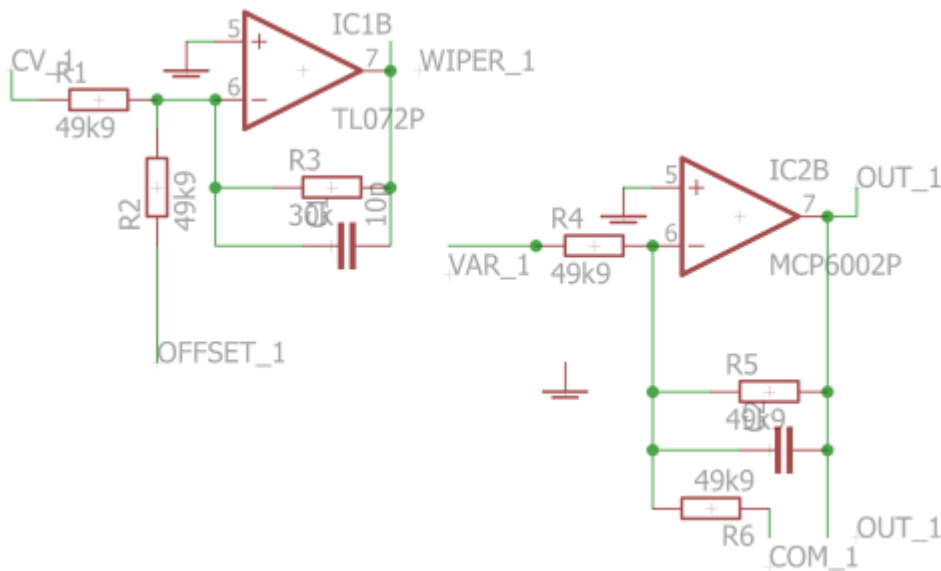 IC1B
5
CV_1
R1
7
WIPER_1
6
49k9
TL072P
R3
R2
49k9
30k
10p
IC2B
5
OUT_1
R4
7
6
VAR_1
49k9
MCP6002P
OFFSET_1
R5
49k9
49k9
R6
OUT_1
COM_1